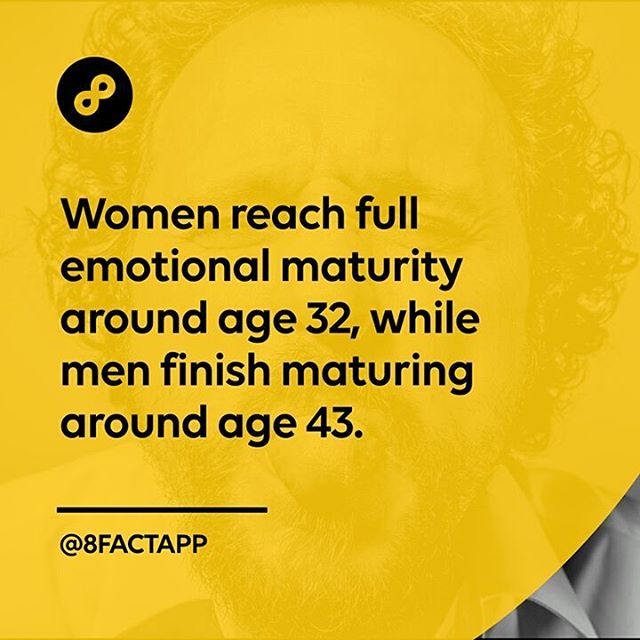 Women reach full
emotional maturity
around age 32, while
men finish maturing
around age 43.
@8FACTAPP